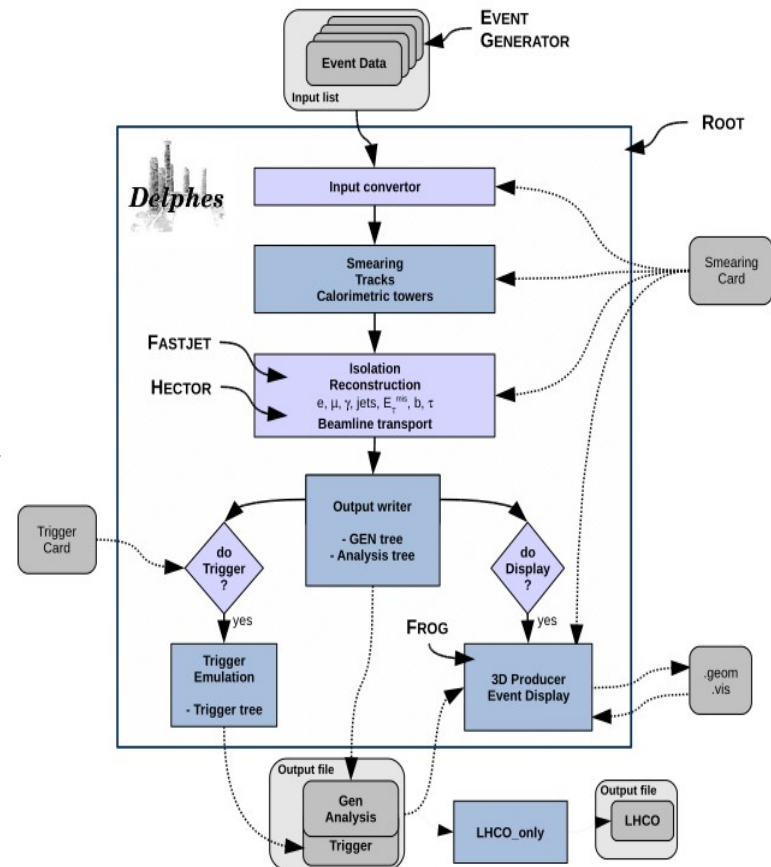 EVENT
GENERATOR
Event Data
Input list
ROOT
Delphes
Input convertor
Smearing
Tracks
Calorimetric towers
Smearing
Card
FASTJET
HECTOR
Isolation
Reconstruction
e, μ, γ, jets, E_T^mis, b, τ
Beamline transport
Output writer
- GEN tree
- Analysis tree
Trigger
Card
do
Trigger
?
do
Display
?
yes
yes
FROG
Trigger
Emulation
- Trigger tree
3D Producer
Event Display
.geom
.vis
Output file
Gen
Analysis
Trigger
LHCO_only
Output file
LHCO